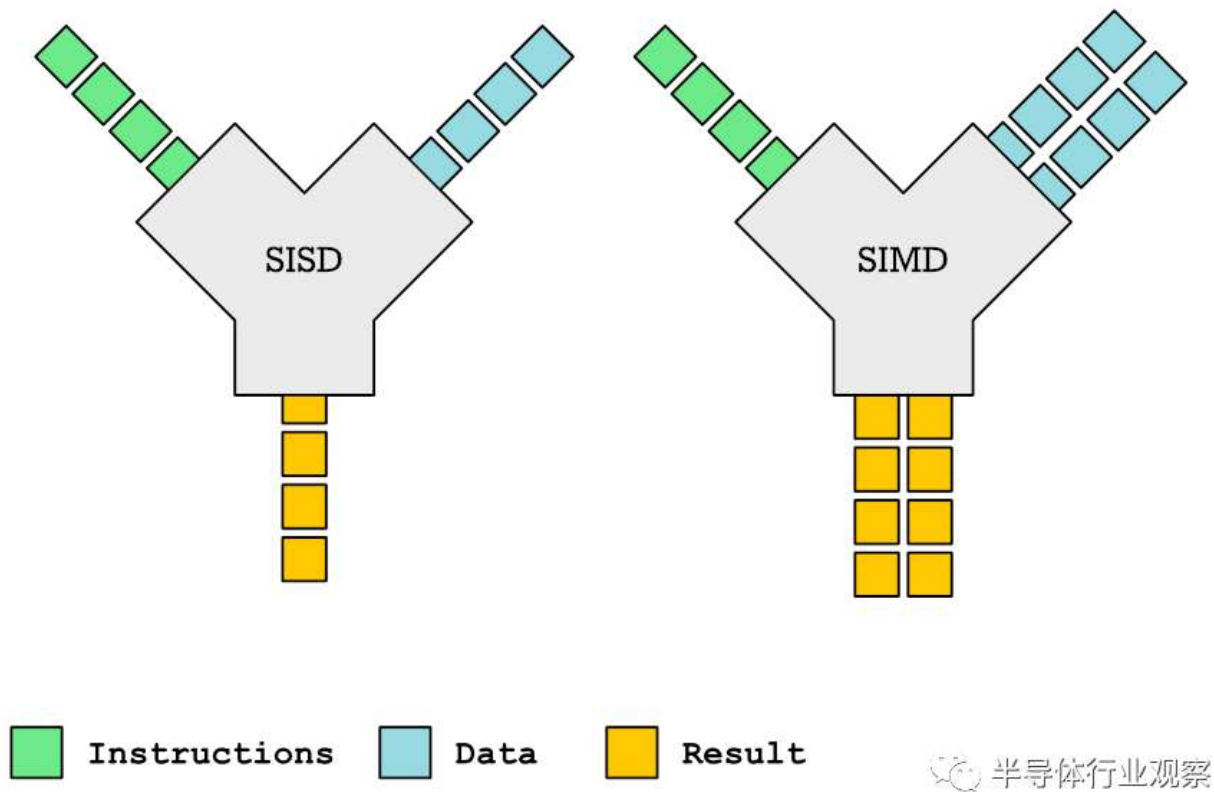 SISD
SIMD
Instructions
Data
Result
半导体行业观察